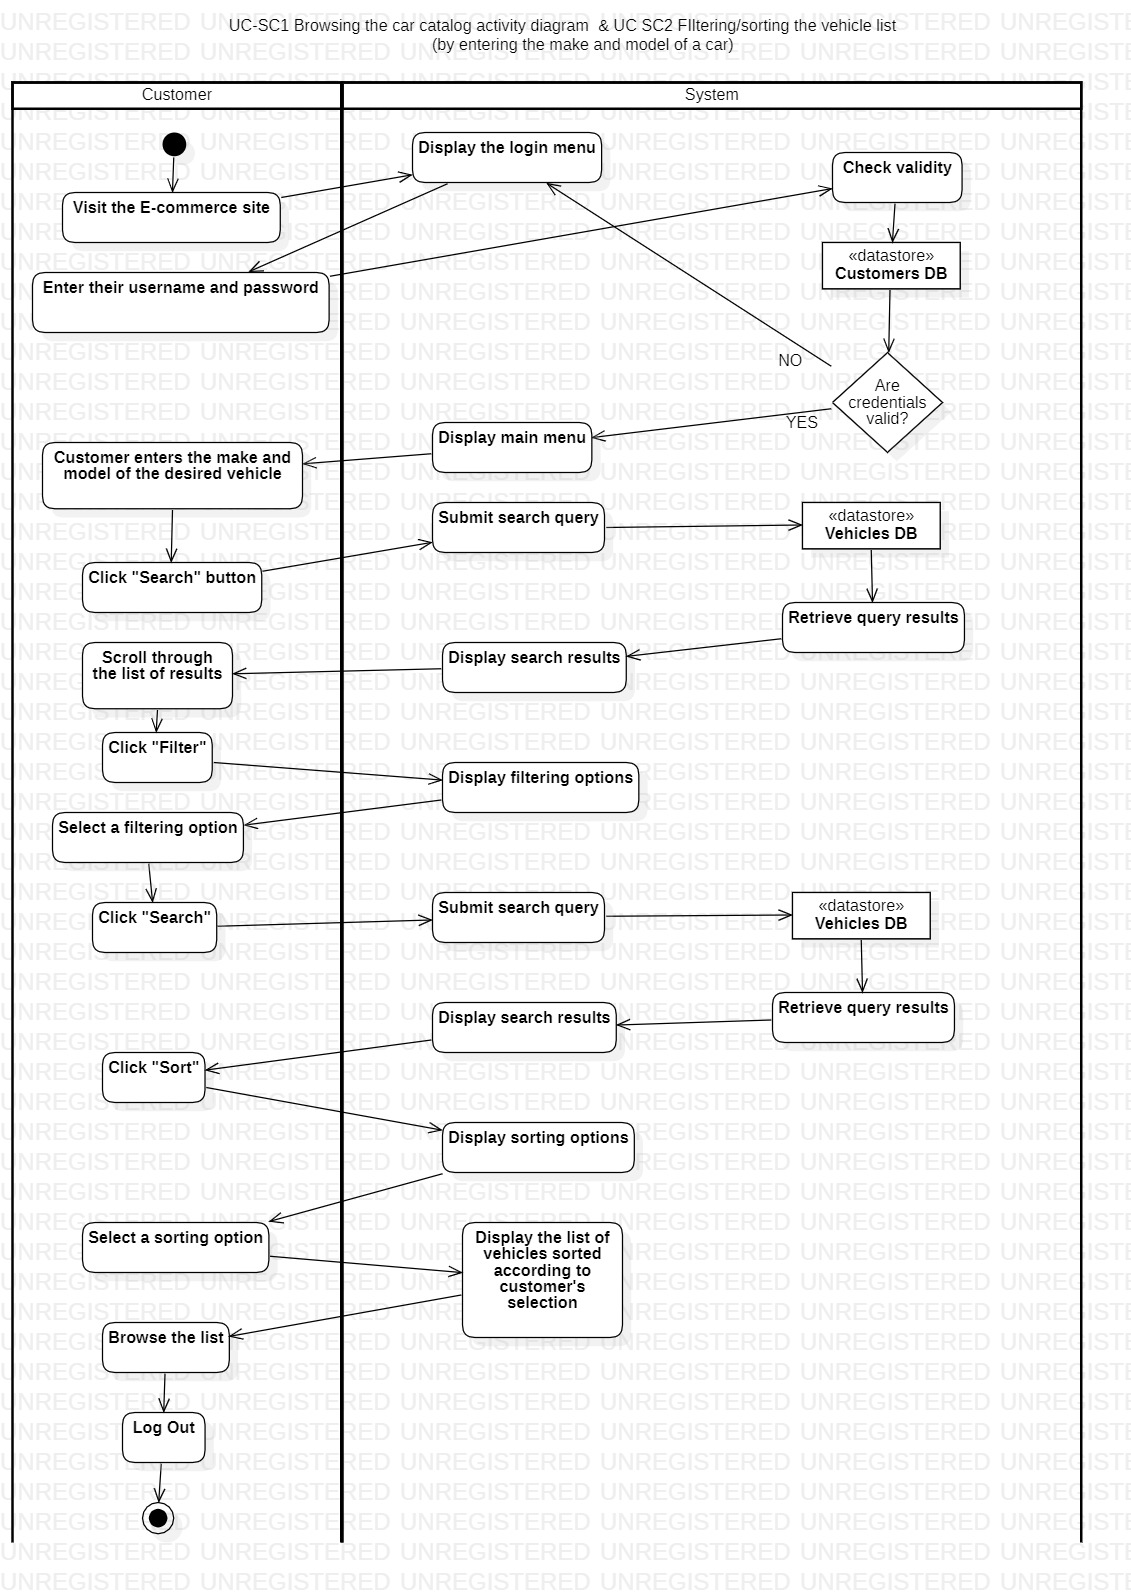 UC-SC1 Browsing the car catalog activity diagram  & UC SC2 FIltering/sorting the vehicle list
(by entering the make and model of a car)
Customer
System
Display the login menu
Check validity
Visit the E-commerce site
«datastore»
Customers DB
Enter their username and password
NO
Are
credentials
valid?
YES
Display main menu
Customer enters the make and
model of the desired vehicle
Submit search query
«datastore»
Vehicles DB
Click "Search" button
Retrieve query results
Scroll through
the list of results
Display search results
Click "Filter"
Display filtering options
Select a filtering option
Click "Search"
Submit search query
«datastore»
Vehicles DB
Retrieve query results
Display search results
Click "Sort"
Display sorting options
Select a sorting option
Display the list of
vehicles sorted
according to
customer's
selection
Browse the list
Log Out
UNREGISTERED